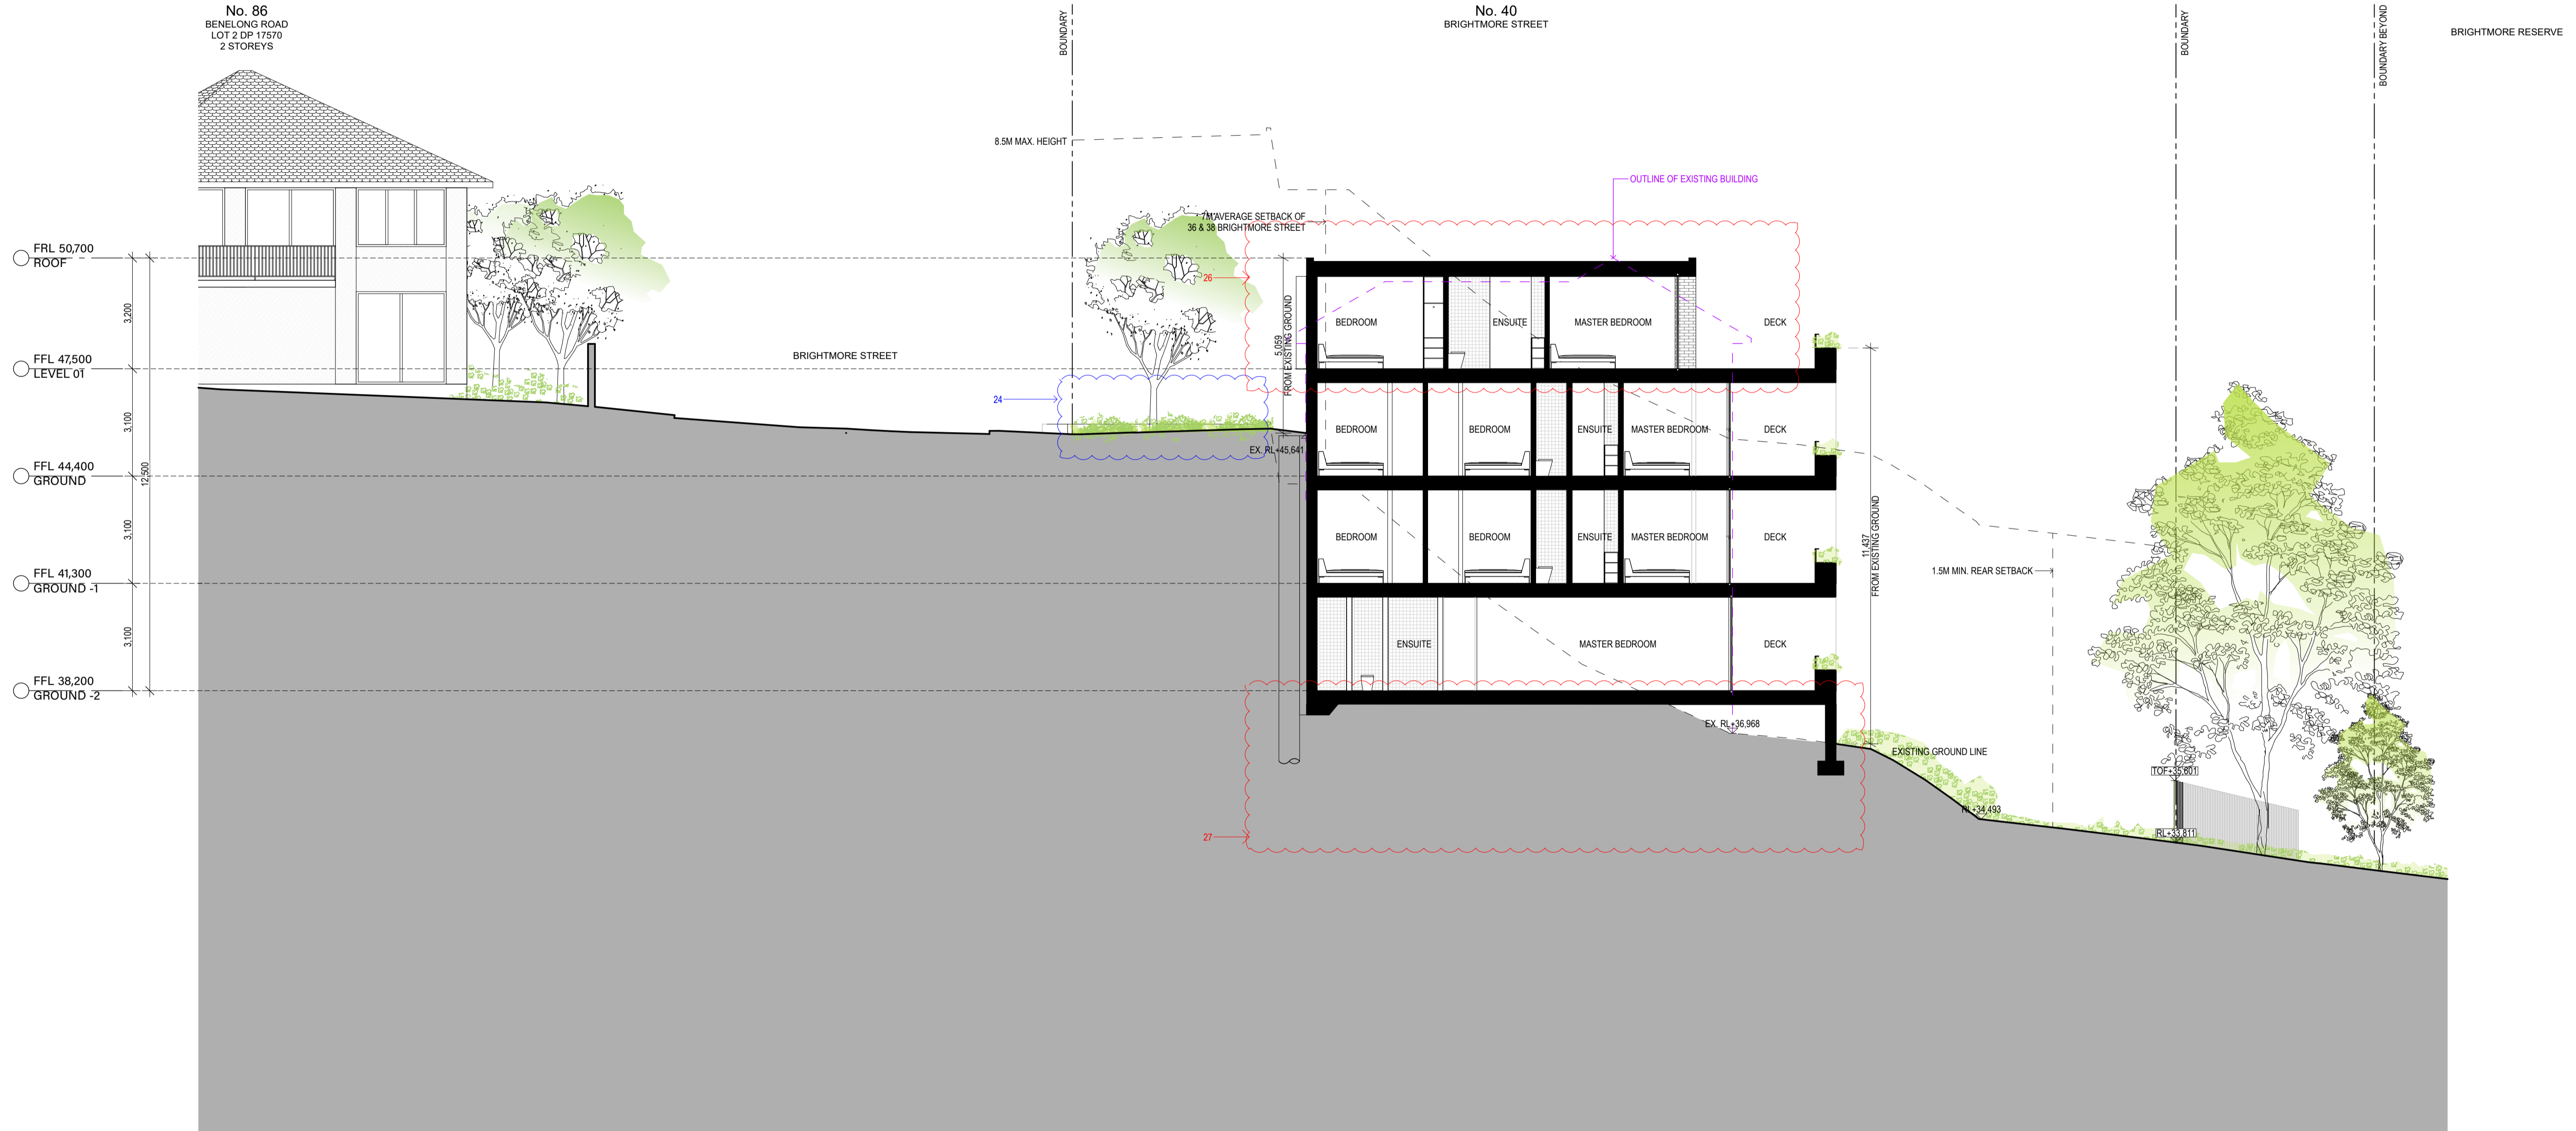 No. 86
BENELONG ROAD
LOT 2 DP 17570
2 STOREYS
BOUNDARY
No. 40
BRIGHTMORE STREET
BOUNDARY
BOUNDARY BEYOND
BRIGHTMORE RESERVE
8.5M MAX. HEIGHT
OUTLINE OF EXISTING BUILDING
7M AVERAGE SETBACK OF
36 & 38 BRIGHTMORE STREET
FRL 50,700
ROOF
26
3,200
5,059
FROM EXISTING GROUND
BEDROOM
ENSUITE
MASTER BEDROOM
DECK
BRIGHTMORE STREET
FFL 47,500
LEVEL 01
24
3,100
BEDROOM
BEDROOM
ENSUITE
MASTER BEDROOM
DECK
EX. RL+45,641
FFL 44,400
GROUND
12,500
3,100
BEDROOM
BEDROOM
ENSUITE
MASTER BEDROOM
DECK
11,437
FROM EXISTING GROUND
1.5M MIN. REAR SETBACK
FFL 41,300
GROUND -1
3,100
ENSUITE
MASTER BEDROOM
DECK
FFL 38,200
GROUND -2
EX. RL+36,968
EXISTING GROUND LINE
TOF+35,601
RL+34,493
RL+33,811
27